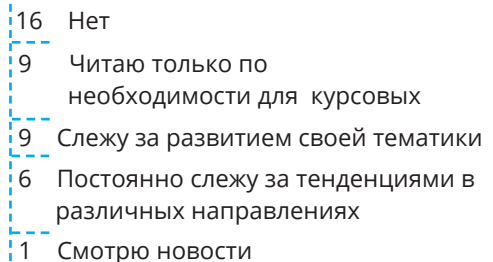 16 Нет
9 Читаю только по
необходимости для курсовых
9 Слежу за развитием своей тематики
6 Постоянно слежу за тенденциями в
различных направлениях
1 Смотрю новости